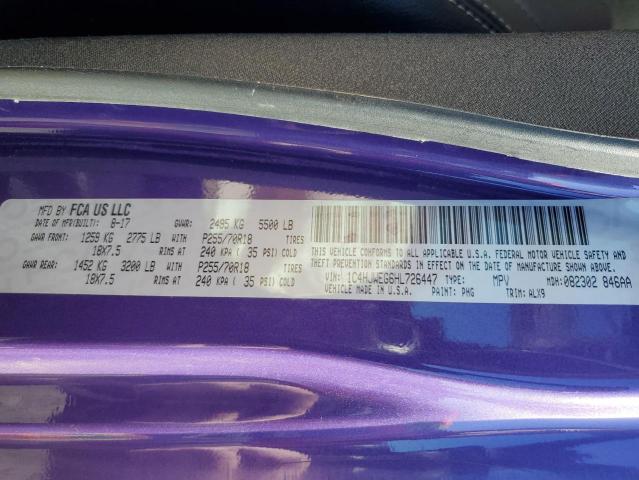 MFD BY FCA US LLC
DATE OF MFR(BUILT): 8-17 GVWR: 2495 KG 5500 LB
GAWR FRONT: 1259 KG 2775 LB WITH P255/70R18 TIRES
18X7.5 RIMS AT 240 KPA ( 35 PSI) COLD
GAWR REAR: 1452 KG 3200 LB WITH P255/70R18 TIRES
18X7.5 RIMS AT 240 KPA ( 35 PSI) COLD
THIS VEHICLE CONFORMS TO ALL APPLICABLE U.S.A. FEDERAL MOTOR VEHICLE SAFETY AND
THEFT PREVENTION STANDARDS IN EFFECT ON THE DATE OF MANUFACTURE SHOWN ABOVE.
VIN: 1C4HJWEG6HL726447 TYPE: MPV MDH: 082302 846AA
VEHICLE MADE IN U.S.A. PAINT: PHG TRIM: ALX9